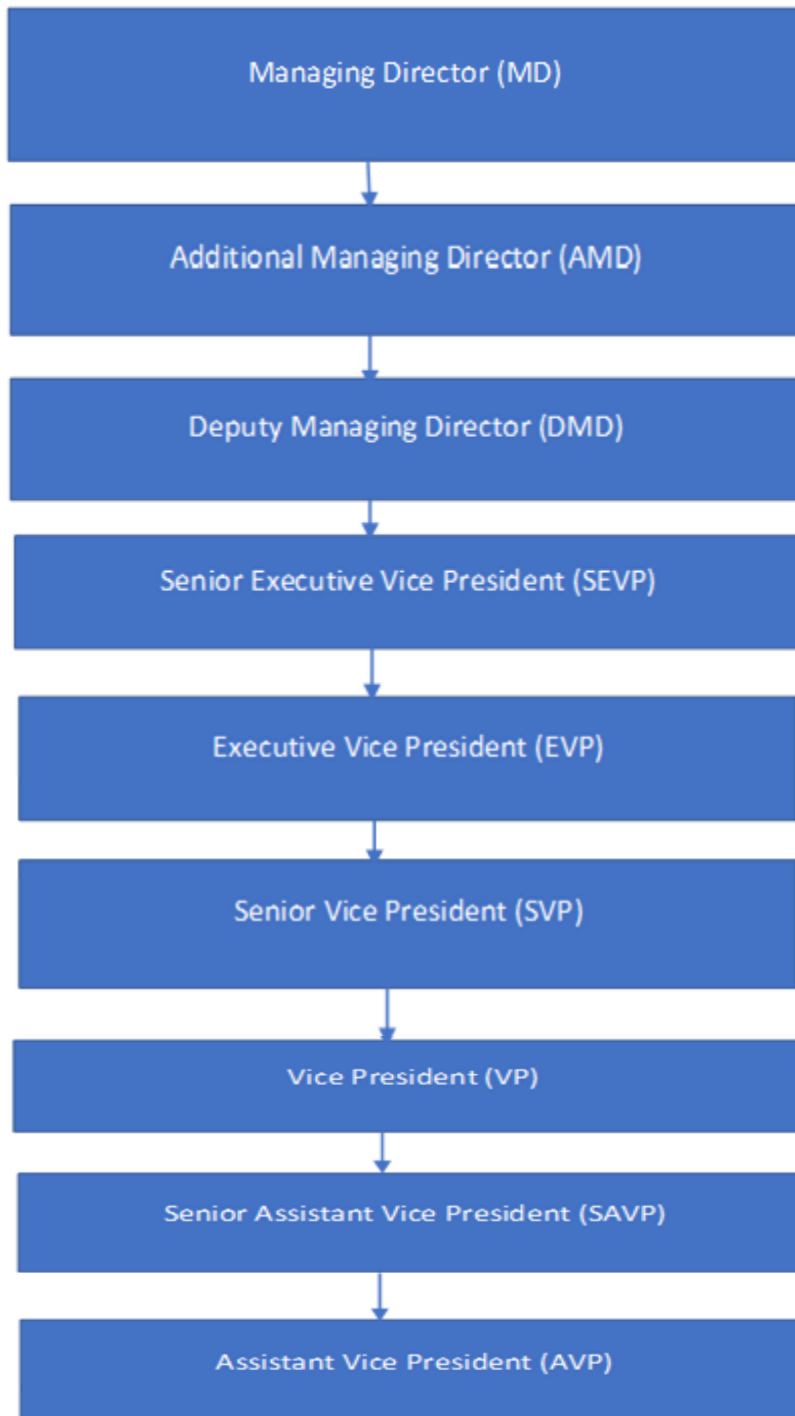 Managing Director (MD)
Additional Managing Director (AMD)
Deputy Managing Director (DMD)
Senior Executive Vice President (SEVP)
Executive Vice President (EVP)
Senior Vice President (SVP)
Vice President (VP)
Senior Assistant Vice President (SAVP)
Assistant Vice President (AVP)